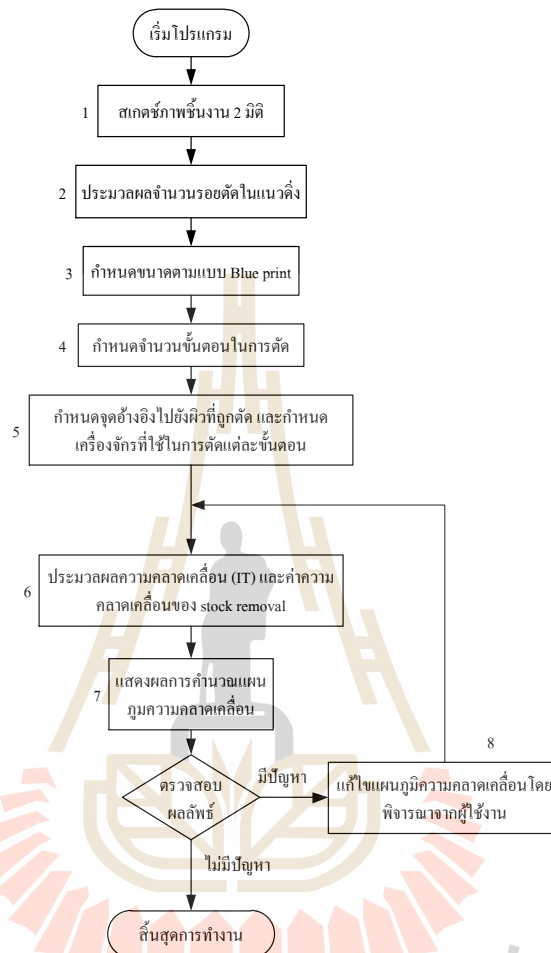 เริ่มโปรแกรม
1
สเกตช์ภาพชิ้นงาน 2 มิติ
2
ประมวลผลจำนวนรอยตัดในแนวดิ่ง
3
กำหนดขนาดตามแบบ Blue print
4
กำหนดจำนวนขั้นตอนในการตัด
5
กำหนดจุดอ้างอิงไปยังผิวที่ถูกตัด และกำหนด
เครื่องจักรที่ใช้ในการตัดแต่ละขั้นตอน
6
ประมวลผลความคลาดเคลื่อน (IT) และค่าความ
คลาดเคลื่อนของ stock removal
7
แสดงผลการคำนวณแผน
ภูมความคลาดเคลื่อน
ตรวจสอบ
ผลลัพธ์
มีปัญหา
8
แก้ไขแผนภูมิความคลาดเคลื่อนโดย
พิจารณาจากผู้ใช้งาน
ไม่มีปัญหา
สิ้นสุดการทำงาน